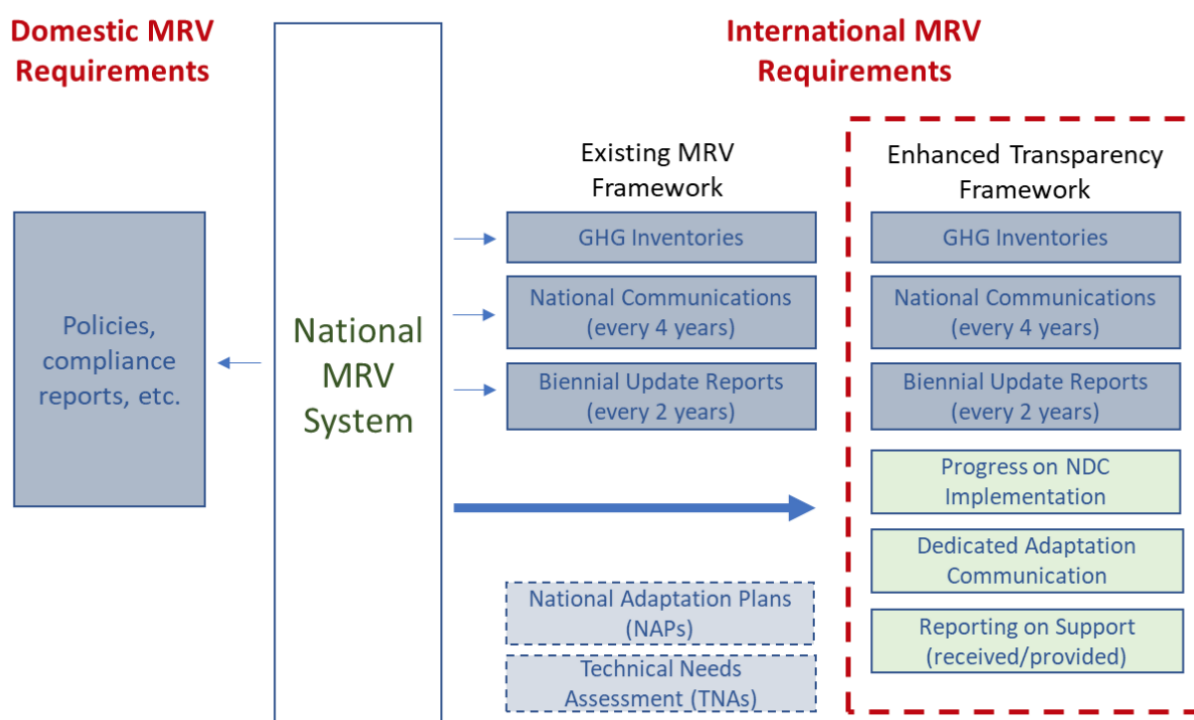 Domestic MRV
Requirements
Policies,
compliance
reports, etc.
National
MRV
System
International MRV
Requirements
Existing MRV
Framework
GHG Inventories
National Communications
(every 4 years)
Biennial Update Reports
(every 2 years)
National Adaptation Plans
(NAPs)
Technical Needs
Assessment (TNAs)
Enhanced Transparency
Framework
GHG Inventories
National Communications
(every 4 years)
Biennial Update Reports
(every 2 years)
Progress on NDC
Implementation
Dedicated Adaptation
Communication
Reporting on Support
(received/provided)